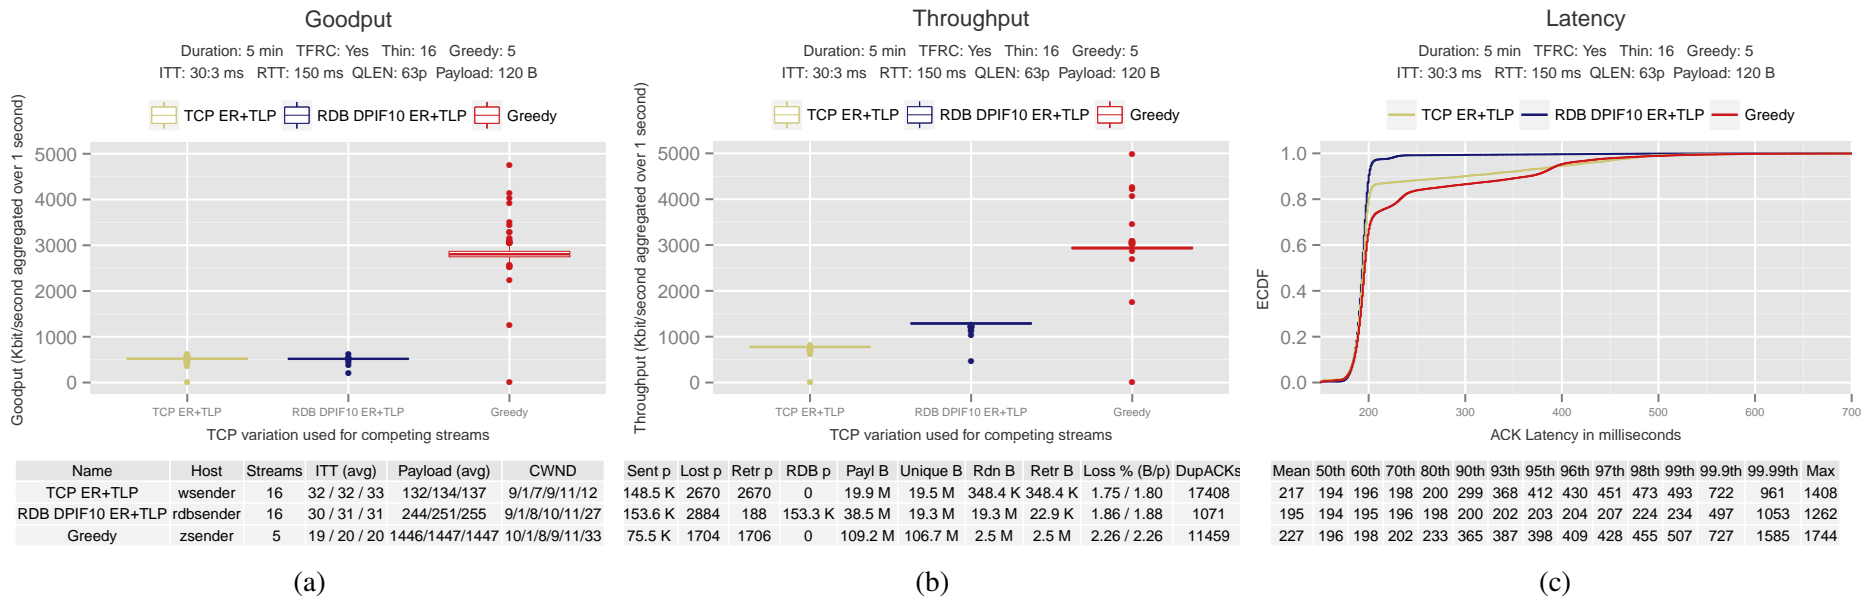 Goodput
Duration: 5 min TFRC: Yes Thin: 16 Greedy: 5
ITT: 30:3 ms RTT: 150 ms QLEN: 63p Payload: 120 B
TCP ER+TLP RDB DPIF10 ER+TLP Greedy
Goodput (Kbit/second aggregated over 1 second)
5000
4000
3000
2000
1000
0
TCP ER+TLP RDB DPIF10 ER+TLP Greedy
TCP variation used for competing streams
Name Host Streams ITT (avg) Payload (avg) CWND
TCP ER+TLP wsender 16 32 / 32 / 33 132/134/137 9/1/7/9/11/12
RDB DPIF10 ER+TLP rdbsender 16 30 / 31 / 31 244/251/255 9/1/8/10/11/27
Greedy zsender 5 19 / 20 / 20 1446/1447/1447 10/1/8/9/11/33
(a)
Throughput
Duration: 5 min TFRC: Yes Thin: 16 Greedy: 5
ITT: 30:3 ms RTT: 150 ms QLEN: 63p Payload: 120 B
TCP ER+TLP RDB DPIF10 ER+TLP Greedy
Throughput (Kbit/second aggregated over 1 second)
5000
4000
3000
2000
1000
0
TCP ER+TLP RDB DPIF10 ER+TLP Greedy
TCP variation used for competing streams
Sent p Lost p Retr p RDB p Payl B Unique B Rdn B Retr B Loss % (B/p) DupACKs
148.5 K 2670 2670 0 19.9 M 19.5 M 348.4 K 348.4 K 1.75 / 1.80 17408
153.6 K 2884 188 153.3 K 38.5 M 19.3 M 19.3 M 22.9 K 1.86 / 1.88 1071
75.5 K 1704 1706 0 109.2 M 106.7 M 2.5 M 2.5 M 2.26 / 2.26 11459
(b)
Latency
Duration: 5 min TFRC: Yes Thin: 16 Greedy: 5
ITT: 30:3 ms RTT: 150 ms QLEN: 63p Payload: 120 B
TCP ER+TLP RDB DPIF10 ER+TLP Greedy
ECDF
1.0
0.8
0.6
0.4
0.2
0.0
200 300 400 500 600 700
ACK Latency in milliseconds
Mean 50th 60th 70th 80th 90th 93th 95th 96th 97th 98th 99th 99.9th 99.99th Max
217 194 196 198 200 299 368 412 430 451 473 493 722 961 1408
195 194 195 196 198 200 202 203 204 207 224 234 497 1053 1262
227 196 198 202 233 365 387 398 409 428 455 507 727 1585 1744
(c)